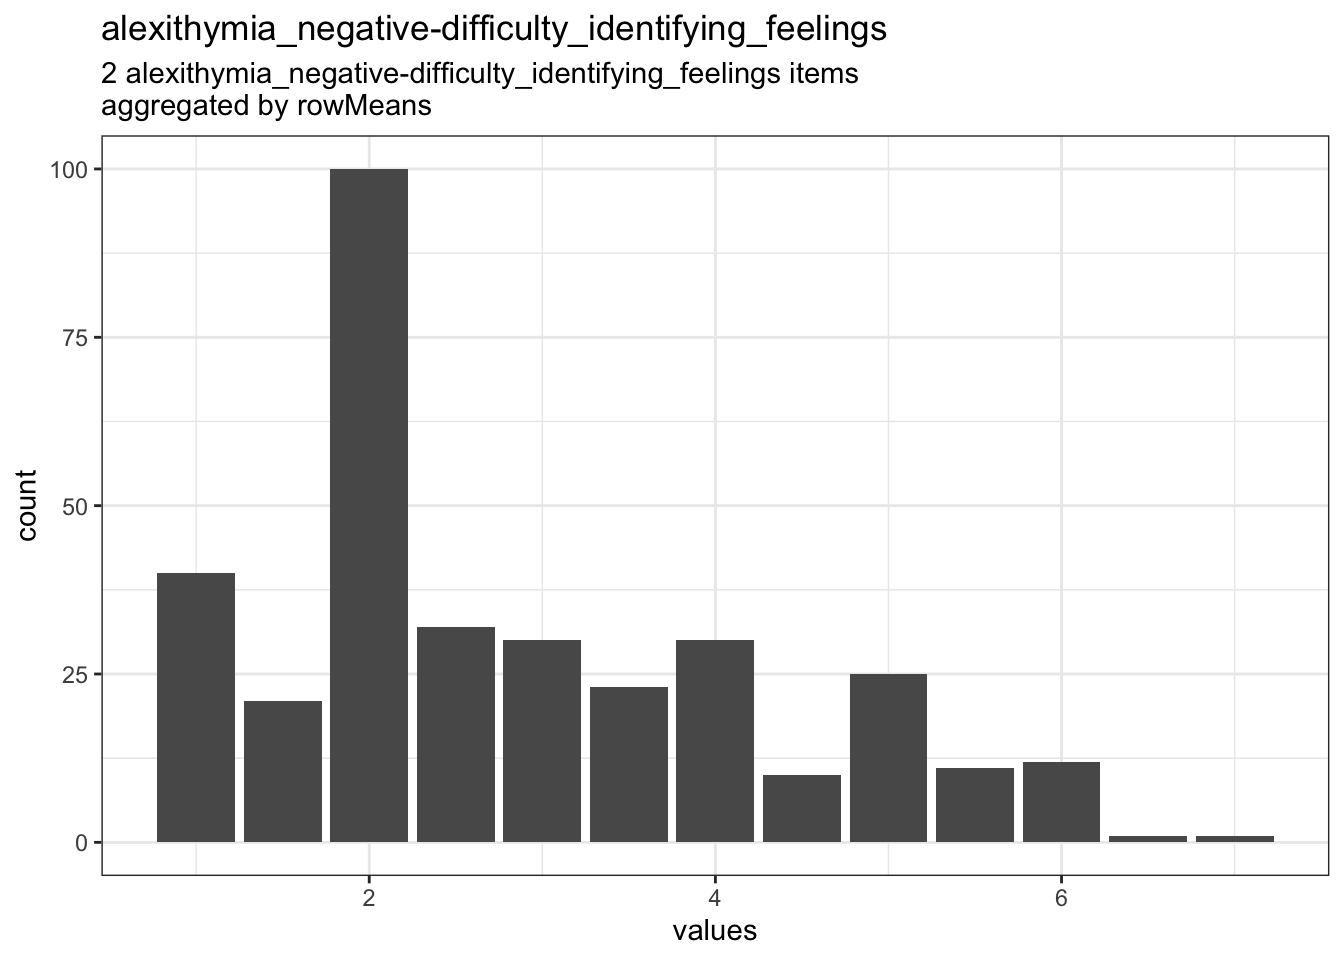 alexithymia_negative-difficulty_identifying_feelings
2 alexithymia_negative-difficulty_identifying_feelings items
aggregated by rowMeans
100
75
50
25
0
count
2
4
6
values